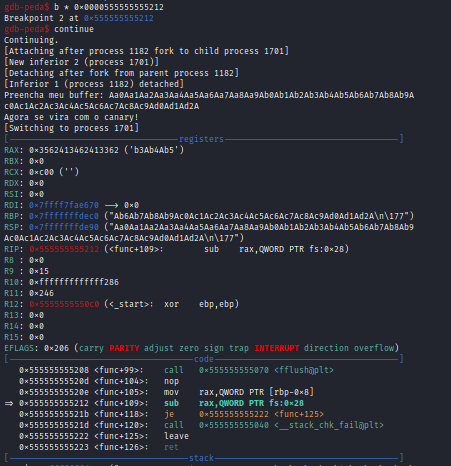 gdb-peda$ b * 0×0000555555555212
Breakpoint 2 at 0×555555555212
gdb-peda$ continue
Continuing.
[Attaching after process 1182 fork to child process 1701]
[New inferior 2 (process 1701)]
[Detaching after fork from parent process 1182]
[Inferior 1 (process 1182) detached]
Preencha meu buffer: Aa0Aa1Aa2Aa3Aa4Aa5Aa6Aa7Aa8Aa9Ab0Ab1Ab2Ab3Ab4Ab5Ab6Ab7Ab8Ab9A
c0Ac1Ac2Ac3Ac4Ac5Ac6Ac7Ac8Ac9Ad0Ad1Ad2A
Agora se vira com o canary!
[Switching to process 1701]
[registers]
RAX: 0×3562413462413362 ('b3Ab4Ab5')
RBX: 0×0
RCX: 0×c00 ('')
RDX: 0×0
RSI: 0×0
RDI: 0×7ffff7fae670 → 0×0
RBP: 0×7fffffffdec0 ("Ab6Ab7Ab8Ab9Ac0Ac1Ac2Ac3Ac4Ac5Ac6Ac7Ac8Ac9Ad0Ad1Ad2A\n\177")
RSP: 0×7fffffffde90 ("Aa0Aa1Aa2Aa3Aa4Aa5Aa6Aa7Aa8Aa9Ab0Ab1Ab2Ab3Ab4Ab5Ab6Ab7Ab8Ab9
Ac0Ac1Ac2Ac3Ac4Ac5Ac6Ac7Ac8Ac9Ad0Ad1Ad2A\n\177")
RIP: 0×555555555212 (<func+109>: sub rax,QWORD PTR fs:0×28)
R8 : 0×0
R9 : 0×15
R10: 0×fffffffffffff286
R11: 0×246
R12: 0×5555555550c0 (<_start>: xor ebp,ebp)
R13: 0×0
R14: 0×0
R15: 0×0
EFLAGS: 0×206 (carry PARITY adjust zero sign trap INTERRUPT direction overflow)
[code]
0×555555555208 <func+99>: call 0×555555555070 <fflush@plt>
0×55555555520d <func+104>: nop
0×55555555520e <func+105>: mov rax,QWORD PTR [rbp-0×8]
⇒ 0×555555555212 <func+109>: sub rax,QWORD PTR fs:0×28
0×55555555521b <func+118>: je 0×555555555222 <func+125>
0×55555555521d <func+120>: call 0×555555555040 <__stack_chk_fail@plt>
0×555555555222 <func+125>: leave
0×555555555223 <func+126>: ret
[stack]